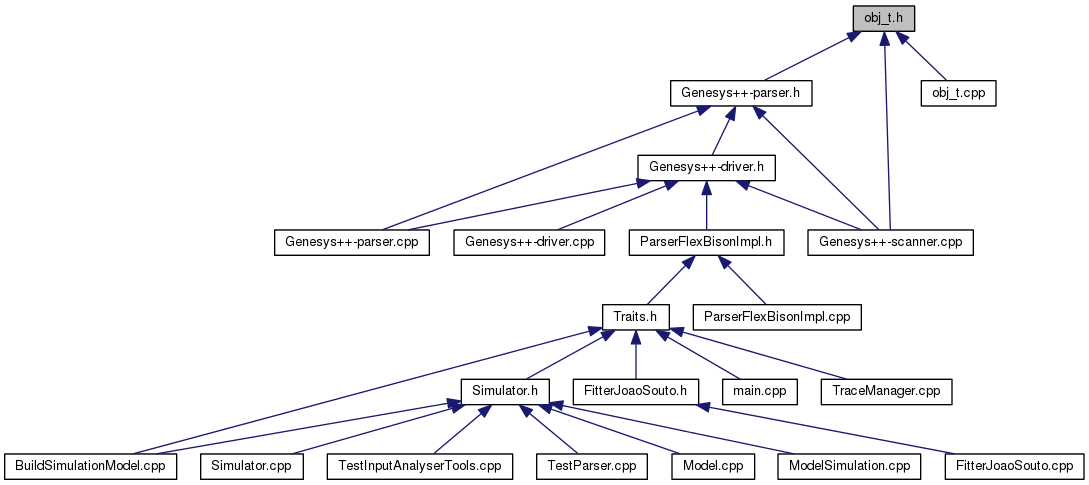 obj_t.h
Genesys++-parser.h
obj_t.cpp
Genesys++-driver.h
Genesys++-parser.cpp
Genesys++-driver.cpp
ParserFlexBisonImpl.h
Genesys++-scanner.cpp
Traits.h
ParserFlexBisonImpl.cpp
Simulator.h
FitterJoaoSouto.h
main.cpp
TraceManager.cpp
BuildSimulationModel.cpp
Simulator.cpp
TestInputAnalyserTools.cpp
TestParser.cpp
Model.cpp
ModelSimulation.cpp
FitterJoaoSouto.cpp